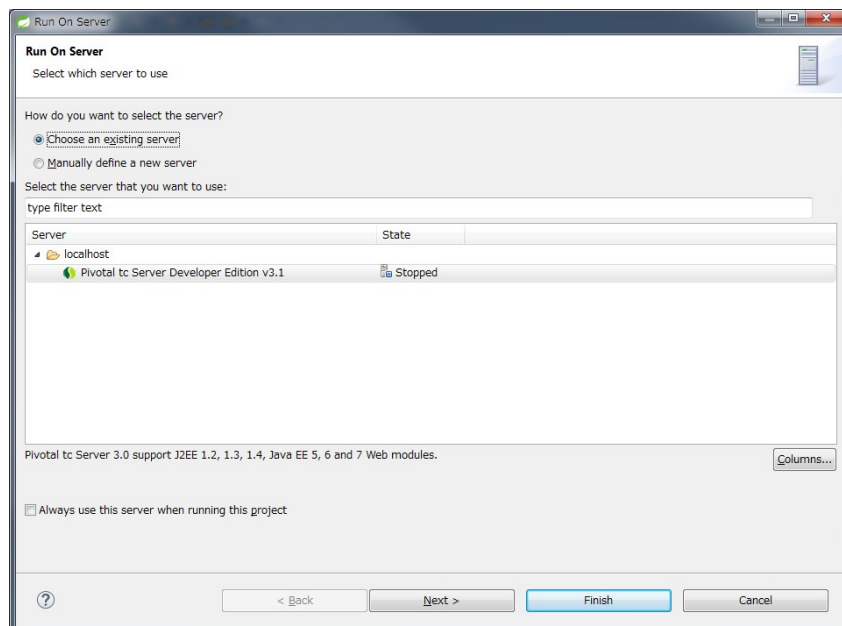 Run On Server
Run On Server
Select which server to use
How do you want to select the server?
Choose an existing server
Manually define a new server
Select the server that you want to use:
type filter text
Server State
localhost
Pivotal tc Server Developer Edition v3.1 Stopped
Pivotal tc Server 3.0 support J2EE 1.2, 1.3, 1.4, Java EE 5, 6 and 7 Web modules.
Columns...
Always use this server when running this project
? < Back Next > Finish Cancel